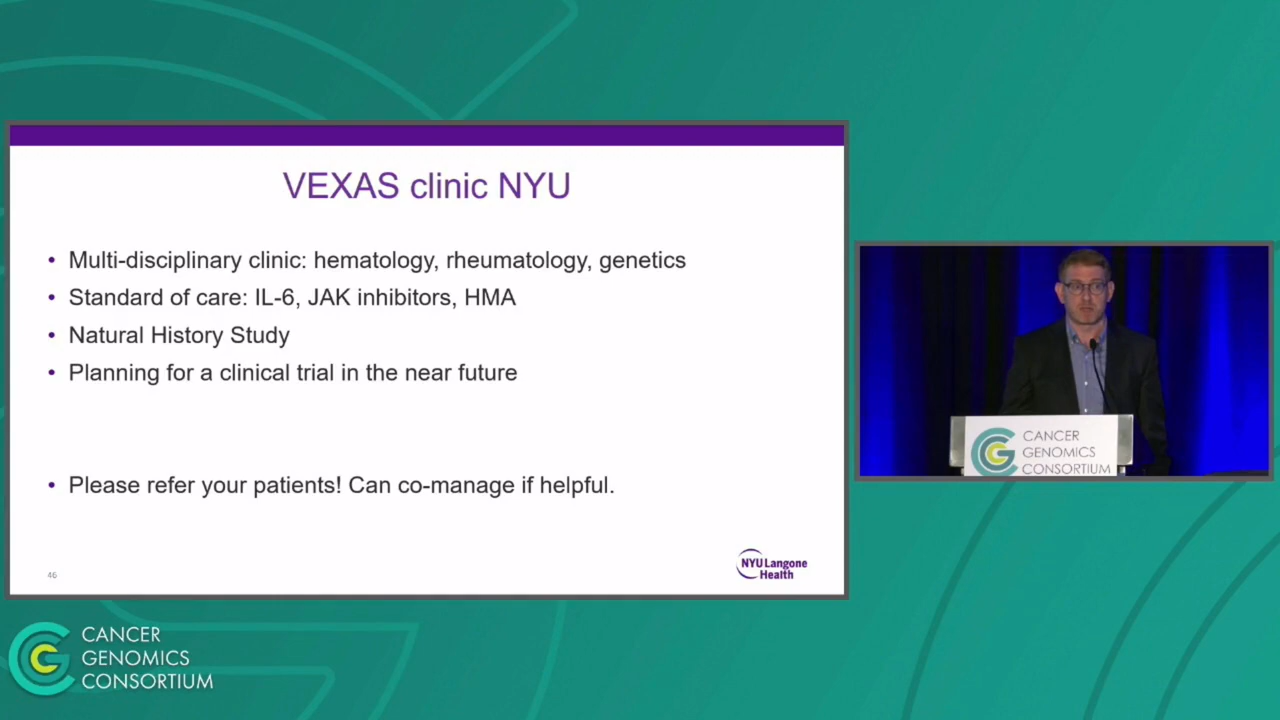 VEXAS clinic NYU
• Multi-disciplinary clinic: hematology, rheumatology, genetics
• Standard of care: IL-6, JAK inhibitors, HMA
• Natural History Study
• Planning for a clinical trial in the near future
• Please refer your patients! Can co-manage if helpful.
46
NYU Langone
Health
CANCER
GENOMICS
CONSORTIUM
CANCER
GENOMICS
CONSORTIUM